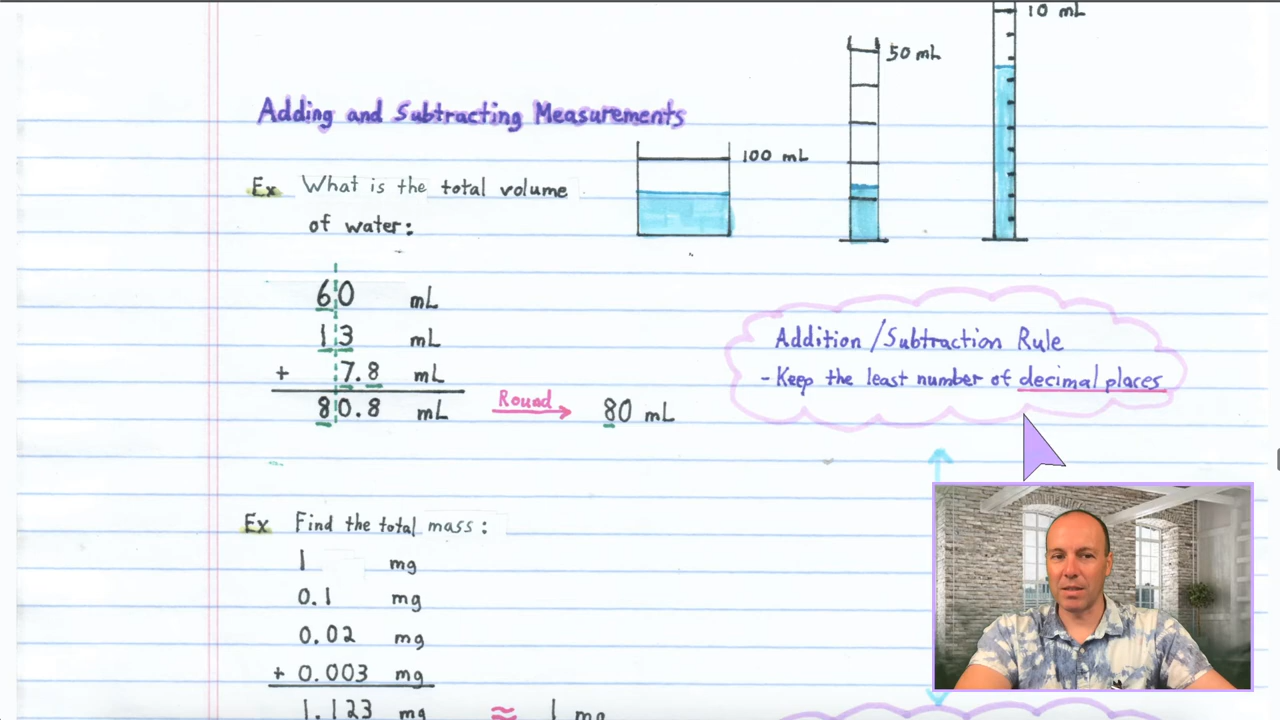 10 mL
50 mL
Adding and Subtracting Measurements
100 mL
Ex What is the total volume
of water:
60 mL
13 mL
+ 7.8 mL
80.8 mL Round 80 mL
Addition/Subtraction Rule
- Keep the least number of decimal places
Ex Find the total mass:
1 mg
0.1 mg
0.02 mg
+ 0.003 mg
1.123 mg ≈ 1 mg